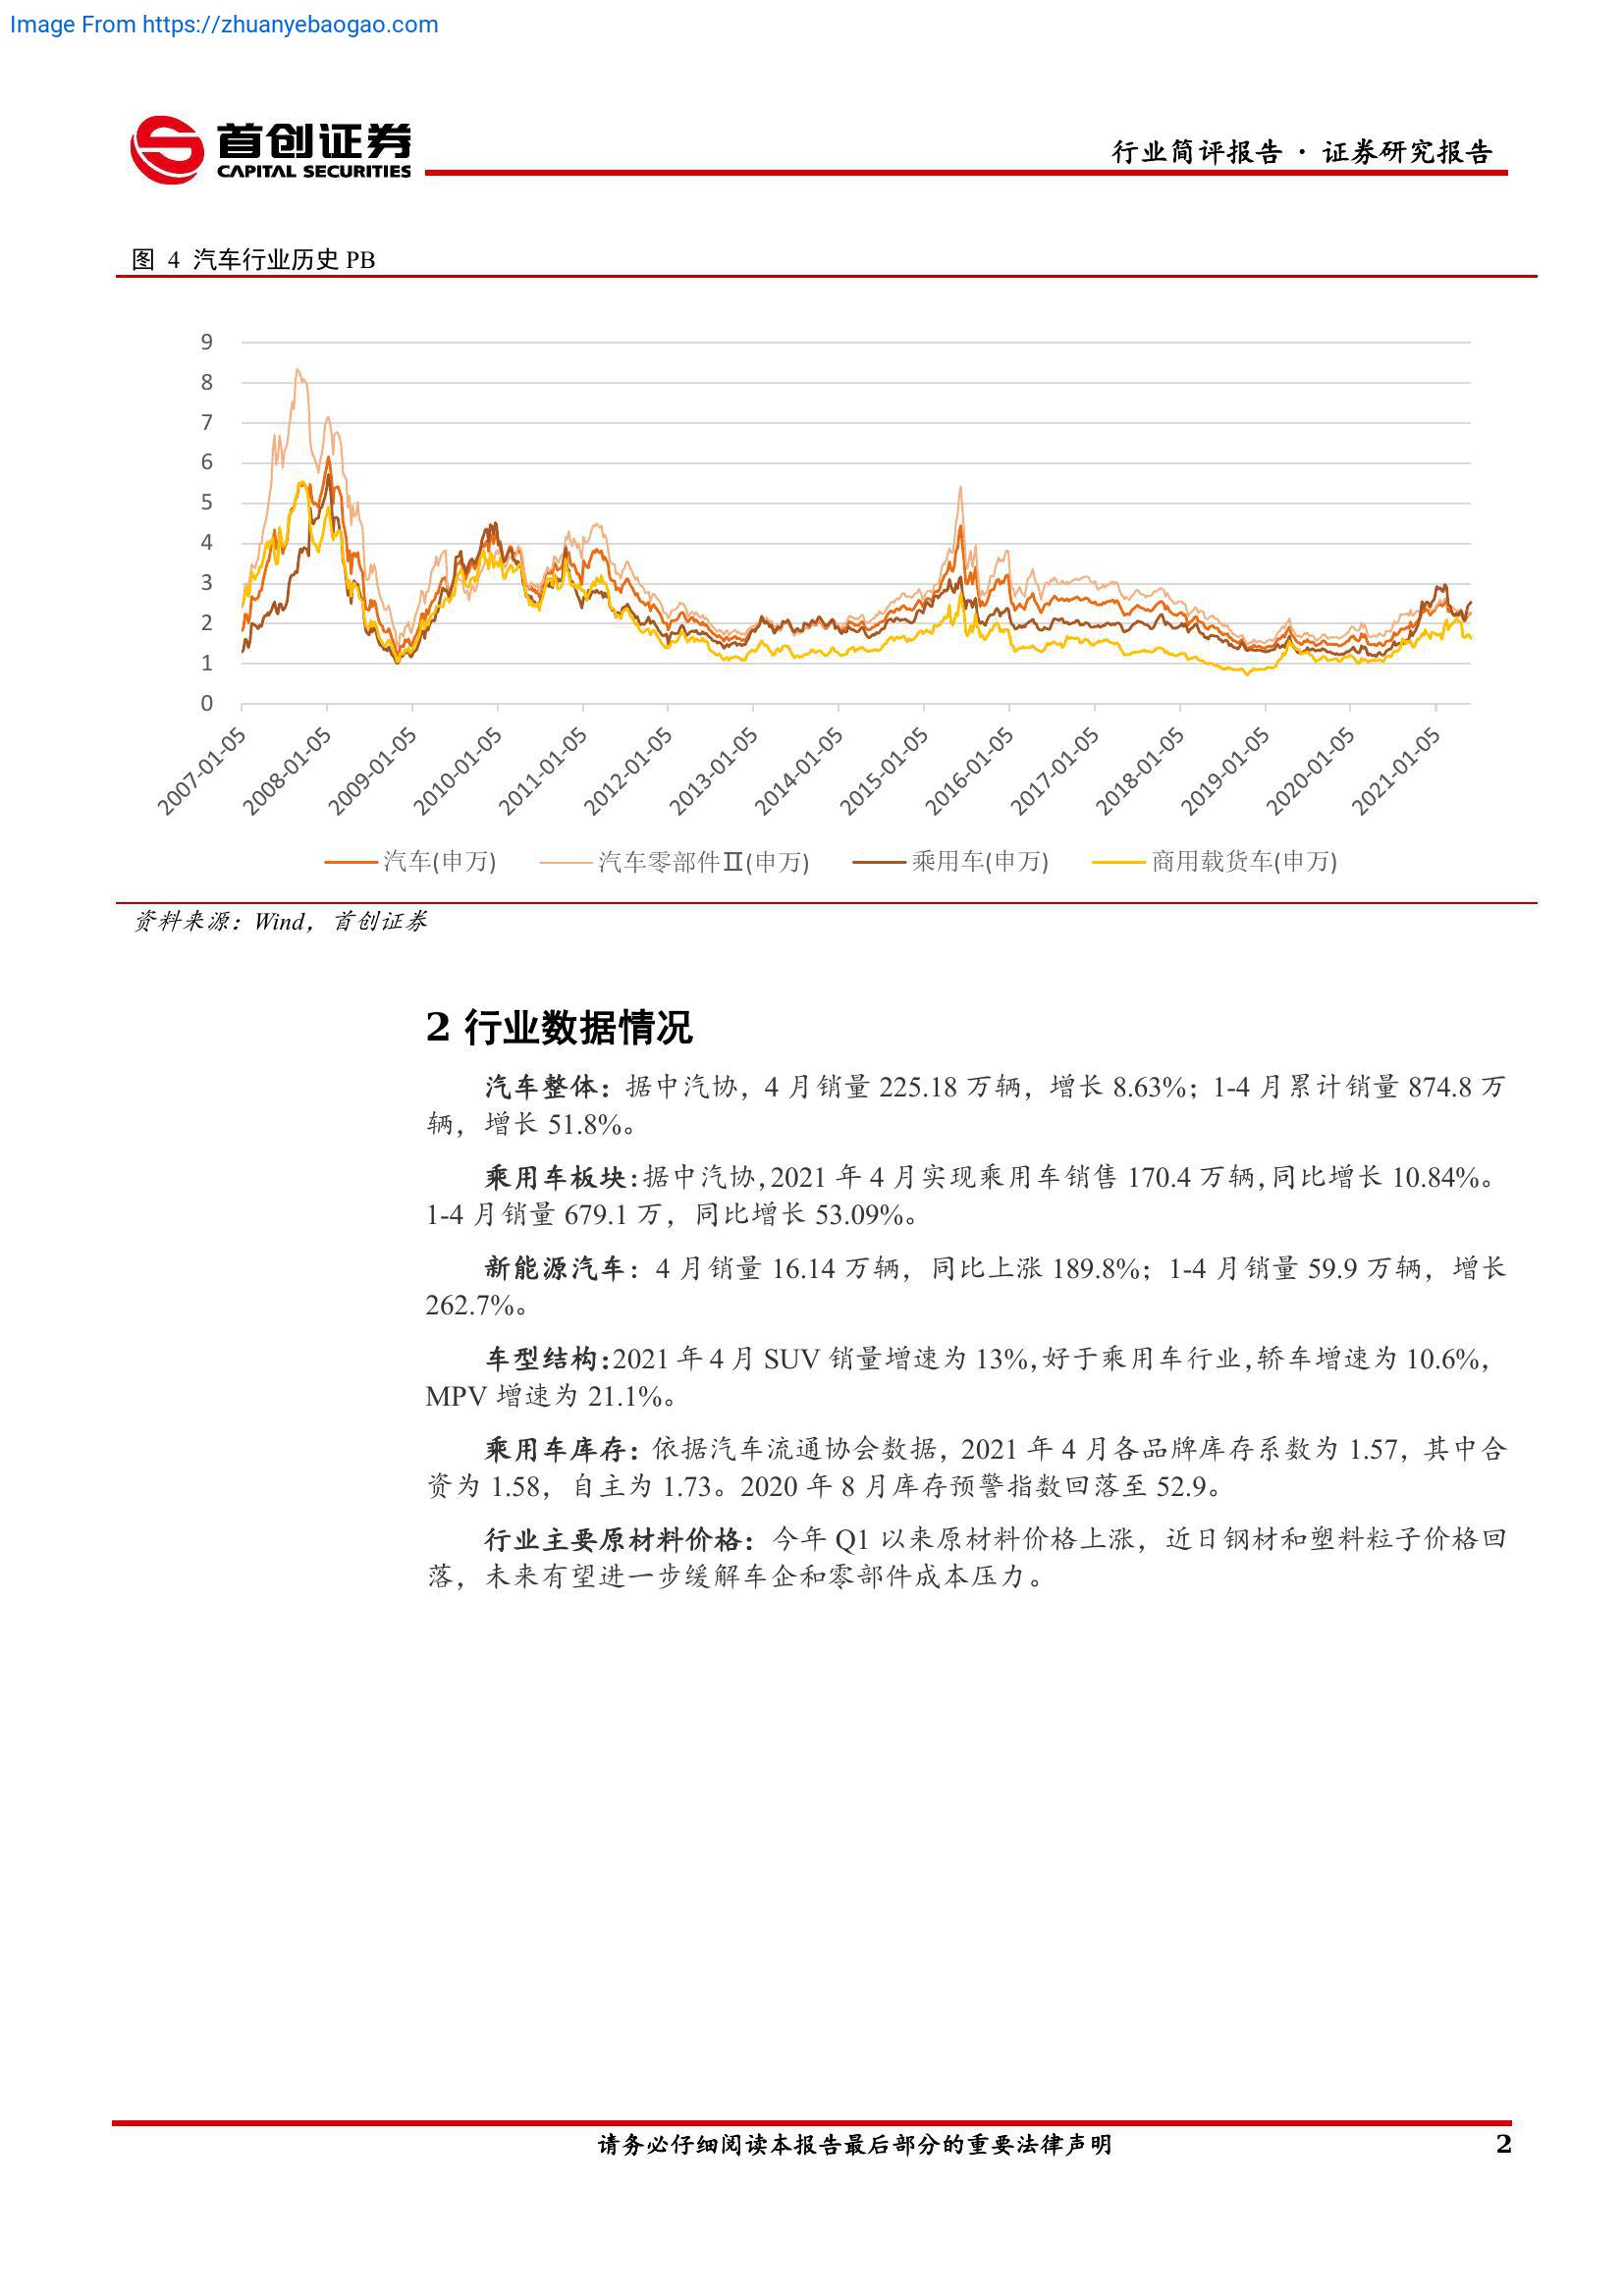 Image From https://zhuanyebaogao.com
首创证券
CAPITAL SECURITIES
行业简评报告 · 证券研究报告
图 4 汽车行业历史 PB
9
8
7
6
5
4
3
2
1
0
2007-01-05
2008-01-05
2009-01-05
2010-01-05
2011-01-05
2012-01-05
2013-01-05
2014-01-05
2015-01-05
2016-01-05
2017-01-05
2018-01-05
2019-01-05
2020-01-05
2021-01-05
汽车(申万) 汽车零部件Ⅱ(申万) 乘用车(申万) 商用载货车(申万)
资料来源：Wind，首创证券
2 行业数据情况
汽车整体：据中汽协，4 月销量 225.18 万辆，增长 8.63%；1-4 月累计销量 874.8 万
辆，增长 51.8%。
乘用车板块：据中汽协，2021 年 4 月实现乘用车销售 170.4 万辆，同比增长 10.84%。
1-4 月销量 679.1 万，同比增长 53.09%。
新能源汽车：4 月销量 16.14 万辆，同比上涨 189.8%；1-4 月销量 59.9 万辆，增长
262.7%。
车型结构：2021 年 4 月 SUV 销量增速为 13%，好于乘用车行业，轿车增速为 10.6%，
MPV 增速为 21.1%。
乘用车库存：依据汽车流通协会数据，2021 年 4 月各品牌库存系数为 1.57，其中合
资为 1.58，自主为 1.73。2020 年 8 月库存预警指数回落至 52.9。
行业主要原材料价格：今年 Q1 以来原材料价格上涨，近日钢材和塑料粒子价格回
落，未来有望进一步缓解车企和零部件成本压力。
请务必仔细阅读本报告最后部分的重要法律声明
2